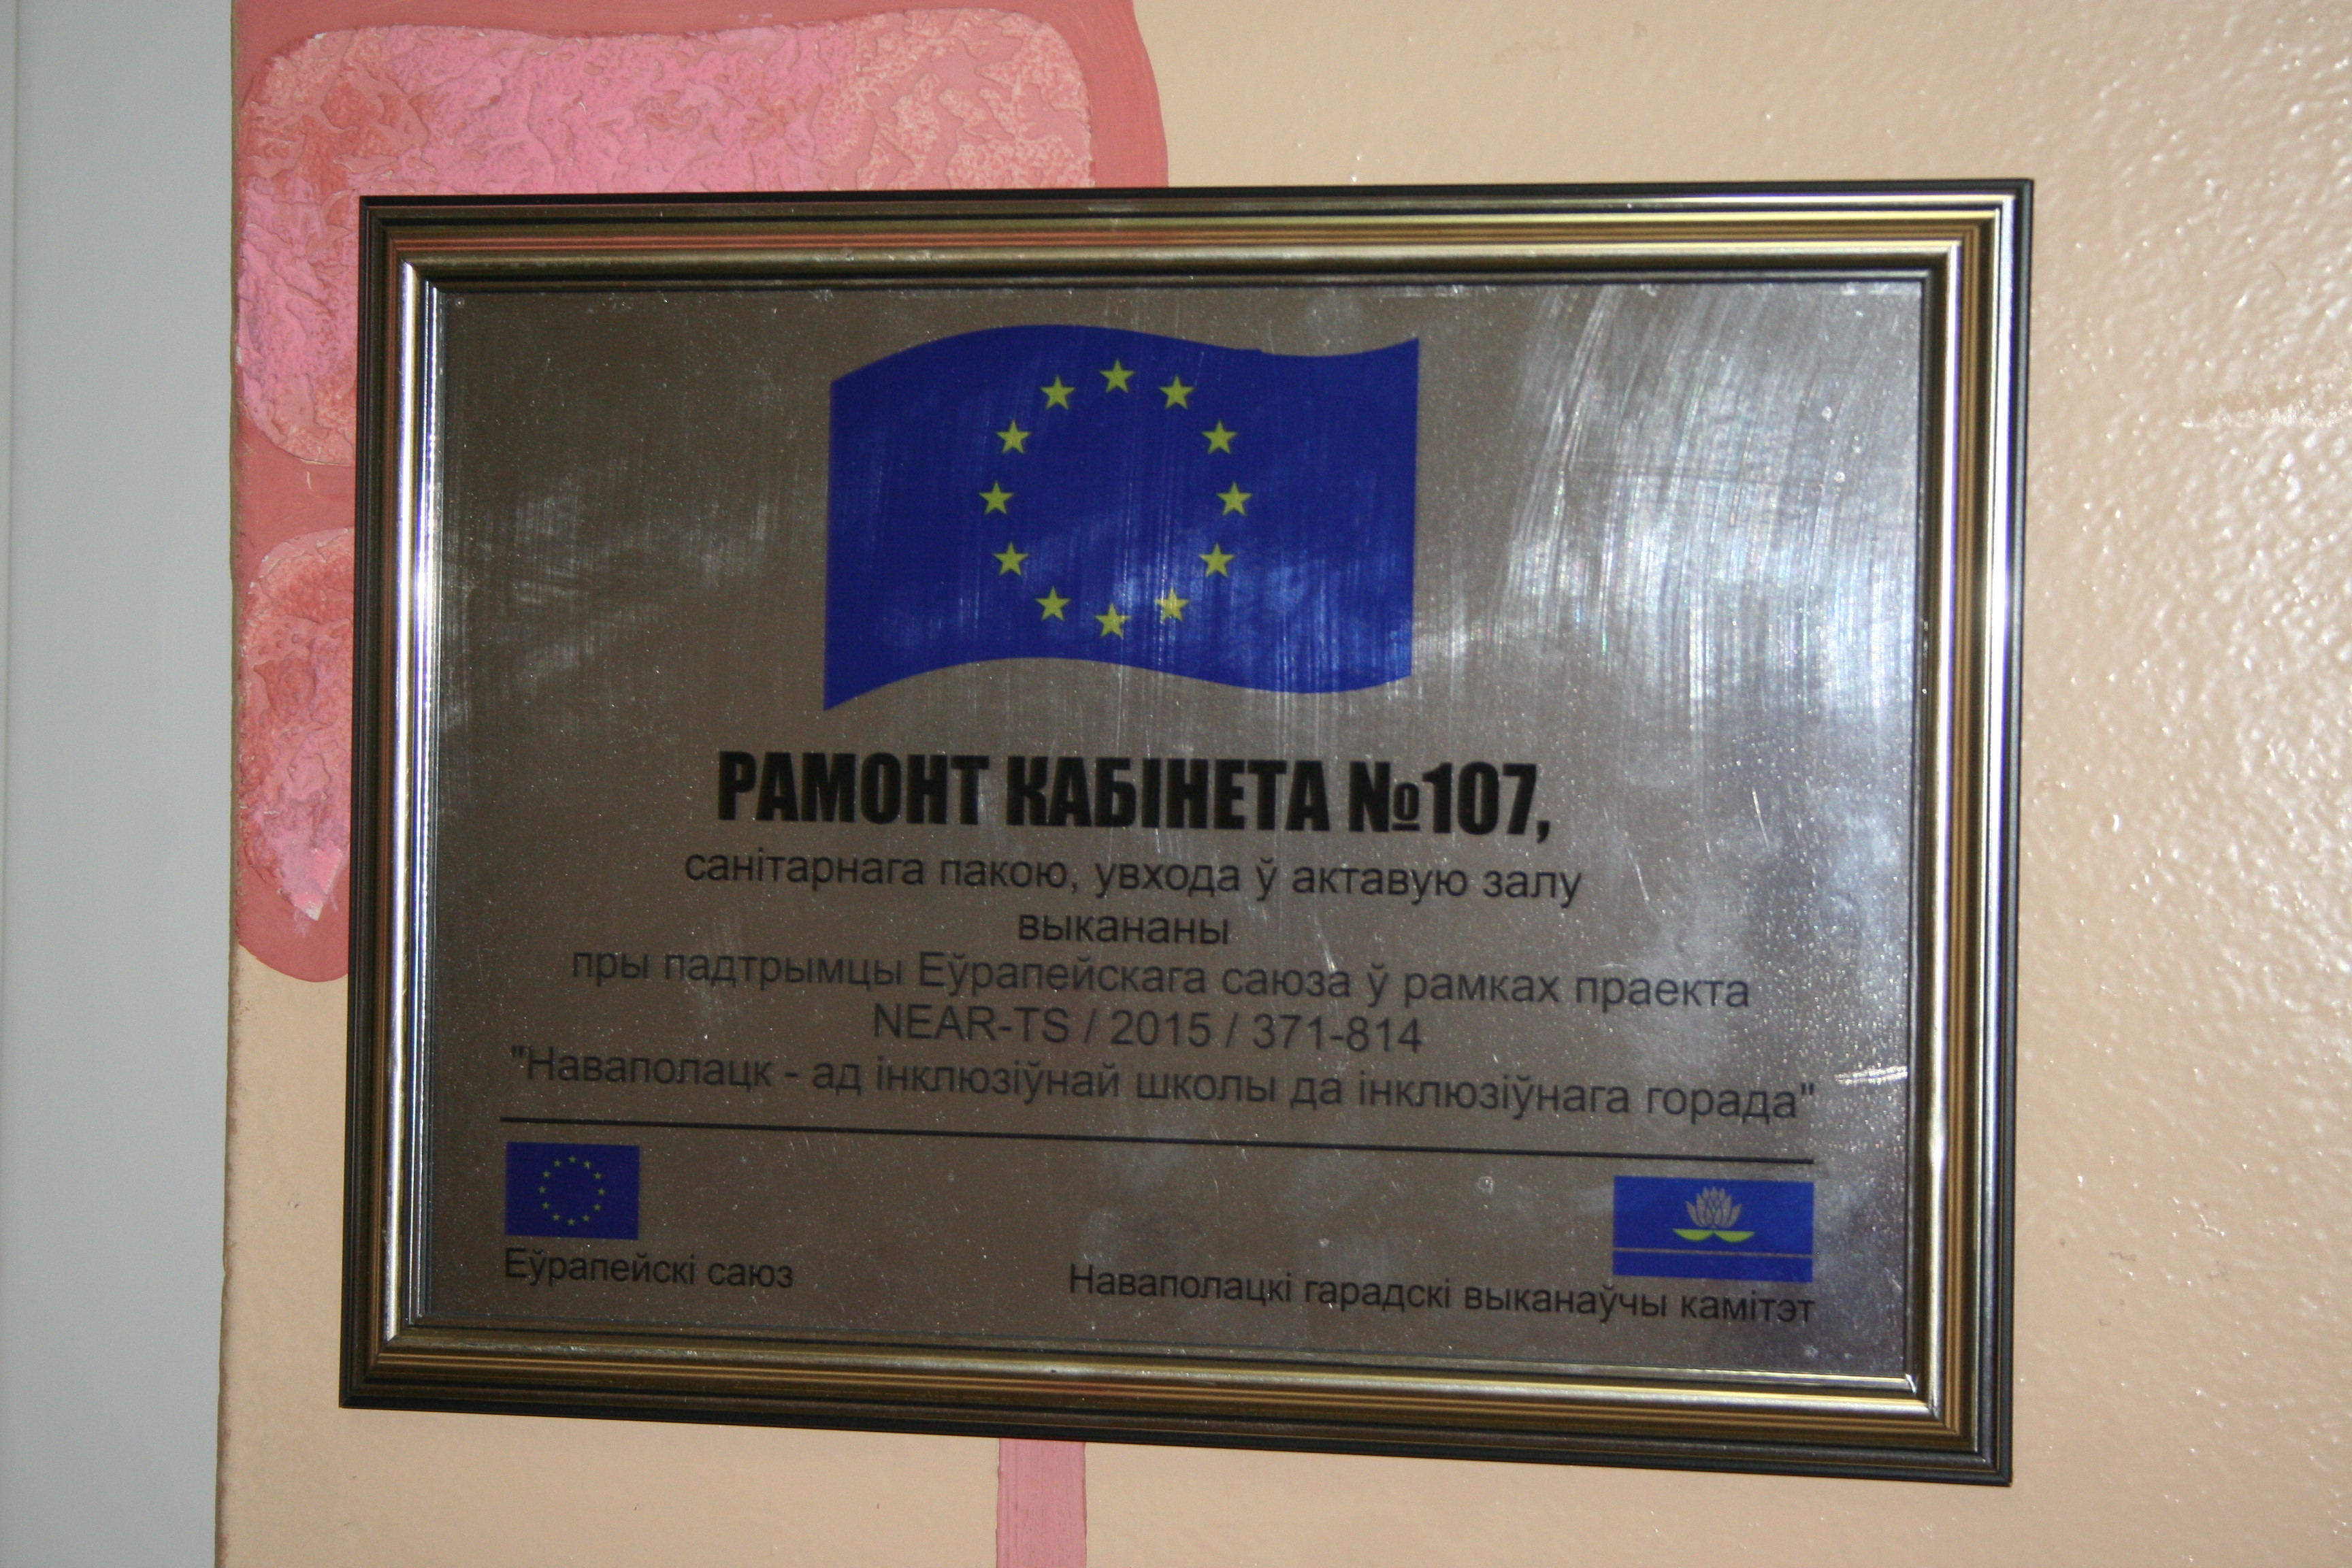 РАМОНТ КАБІНЕТА №107,
санітарнага пакою, увхода ў актавую залу
выкананы
пры падтрымцы Еўрапейскага саюза ў рамках праекта
NEAR-TS / 2015 / 371-814
"Наваполацк - ад інклюзіўнай школы да інклюзіўнага горада"
Еўрапейскі саюз
Наваполацкі гарадскі выканаўчы камітэт